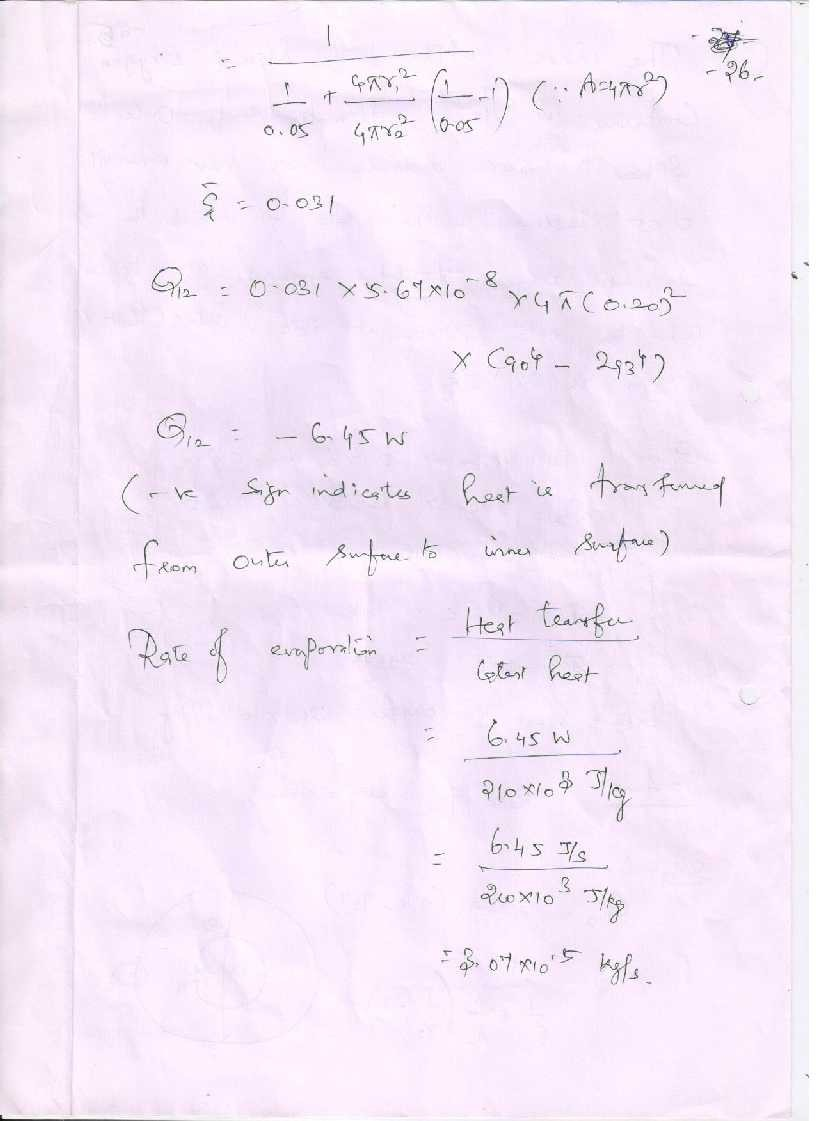 - 26 -
= 1 / ( 1/0.05 + 4πr₁²/4πr₂² ( 1/0.05 - 1 ) ) (∵ A=4πr²)
ε̄ = 0.031
Q₁₂ = 0.031 × 5.67×10⁻⁸ × 4π(0.20)²
× (90⁴ - 293⁴)
Q₁₂ = - 6.45 W
(-ve sign indicates heat is transferred
from outer surface to inner surface)
Rate of evaporation = Heat transfer / latent heat
= 6.45 W / 210×10³ J/kg
= 6.45 J/s / 210×10³ J/kg
= 3.07×10⁻⁵ kg/s.